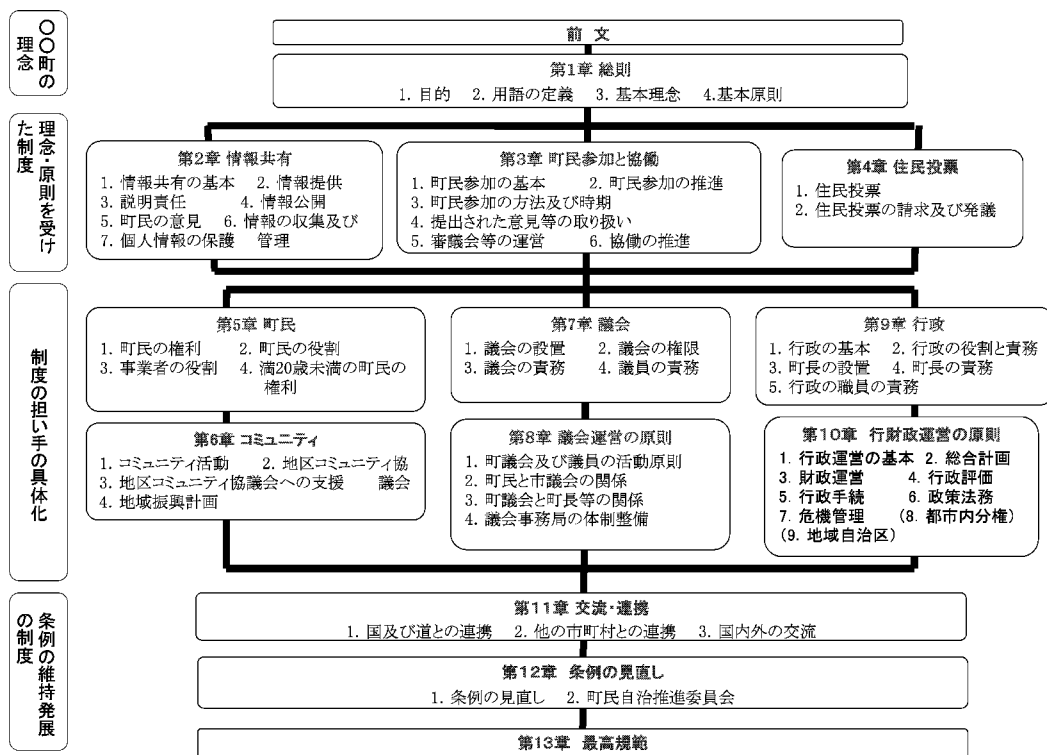 〇〇町の
理念
前 文
第1章 総則
1. 目的 2. 用語の定義 3. 基本理念 4.基本原則
理念・原則を受け
た制度
第2章 情報共有
1. 情報共有の基本 2. 情報提供
3. 説明責任 4. 情報公開
5. 町民の意見 6. 情報の収集及び
7. 個人情報の保護 管理
第3章 町民参加と協働
1. 町民参加の基本 2. 町民参加の推進
3. 町民参加の方法及び時期
4. 提出された意見等の取り扱い
5. 審議会等の運営 6. 協働の推進
第4章 住民投票
1. 住民投票
2. 住民投票の請求及び発議
制度の担い手の具体化
第5章 町民
1. 町民の権利 2. 町民の役割
3. 事業者の役割 4. 満20歳未満の町民の
権利
第7章 議会
1. 議会の設置 2. 議会の権限
3. 議会の責務 4. 議員の責務
第9章 行政
1. 行政の基本 2. 行政の役割と責務
3. 町長の設置 4. 町長の責務
5. 行政の職員の責務
第6章 コミュニティ
1. コミュニティ活動 2. 地区コミュニティ協
3. 地区コミュニティ協議会への支援 議会
4. 地域振興計画
第8章 議会運営の原則
1. 町議会及び議員の活動原則
2. 町民と市議会の関係
3. 町議会と町長等の関係
4. 議会事務局の体制整備
第10章 行財政運営の原則
1. 行政運営の基本 2. 総合計画
3. 財政運営 4. 行政評価
5. 行政手続 6. 政策法務
7. 危機管理 (8. 都市内分権)
(9. 地域自治区)
条例の維持発展
の制度
第11章 交流・連携
1. 国及び道との連携 2. 他の市町村との連携 3. 国内外の交流
第12章 条例の見直し
1. 条例の見直し 2. 町民自治推進委員会
第13章 最高規範